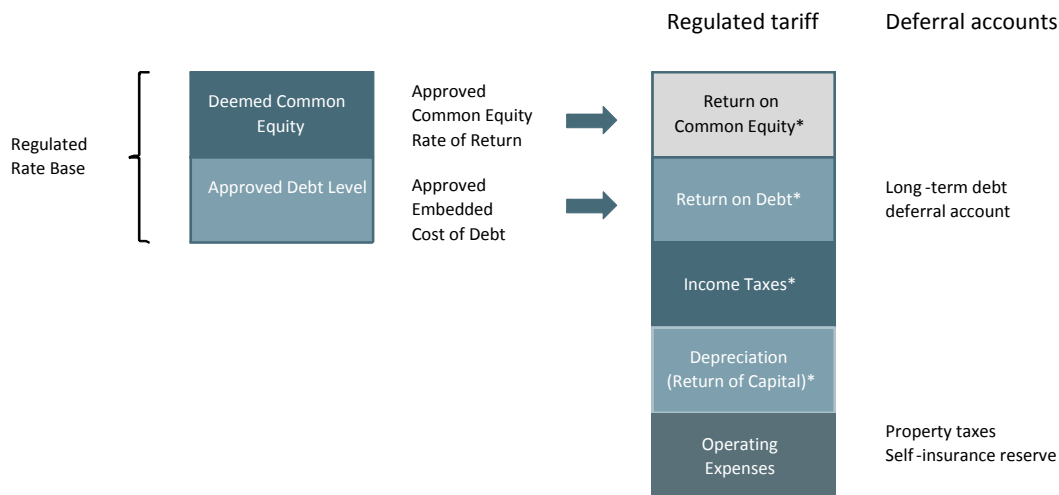 Regulated tariff
Deferral accounts
Regulated
Rate Base
Deemed Common
Equity
Approved Debt Level
Approved
Common Equity
Rate of Return
Approved
Embedded
Cost of Debt
Return on
Common Equity*
Return on Debt*
Income Taxes*
Depreciation
(Return of Capital)*
Operating
Expenses
Long-term debt
deferral account
Property taxes
Self-insurance reserve